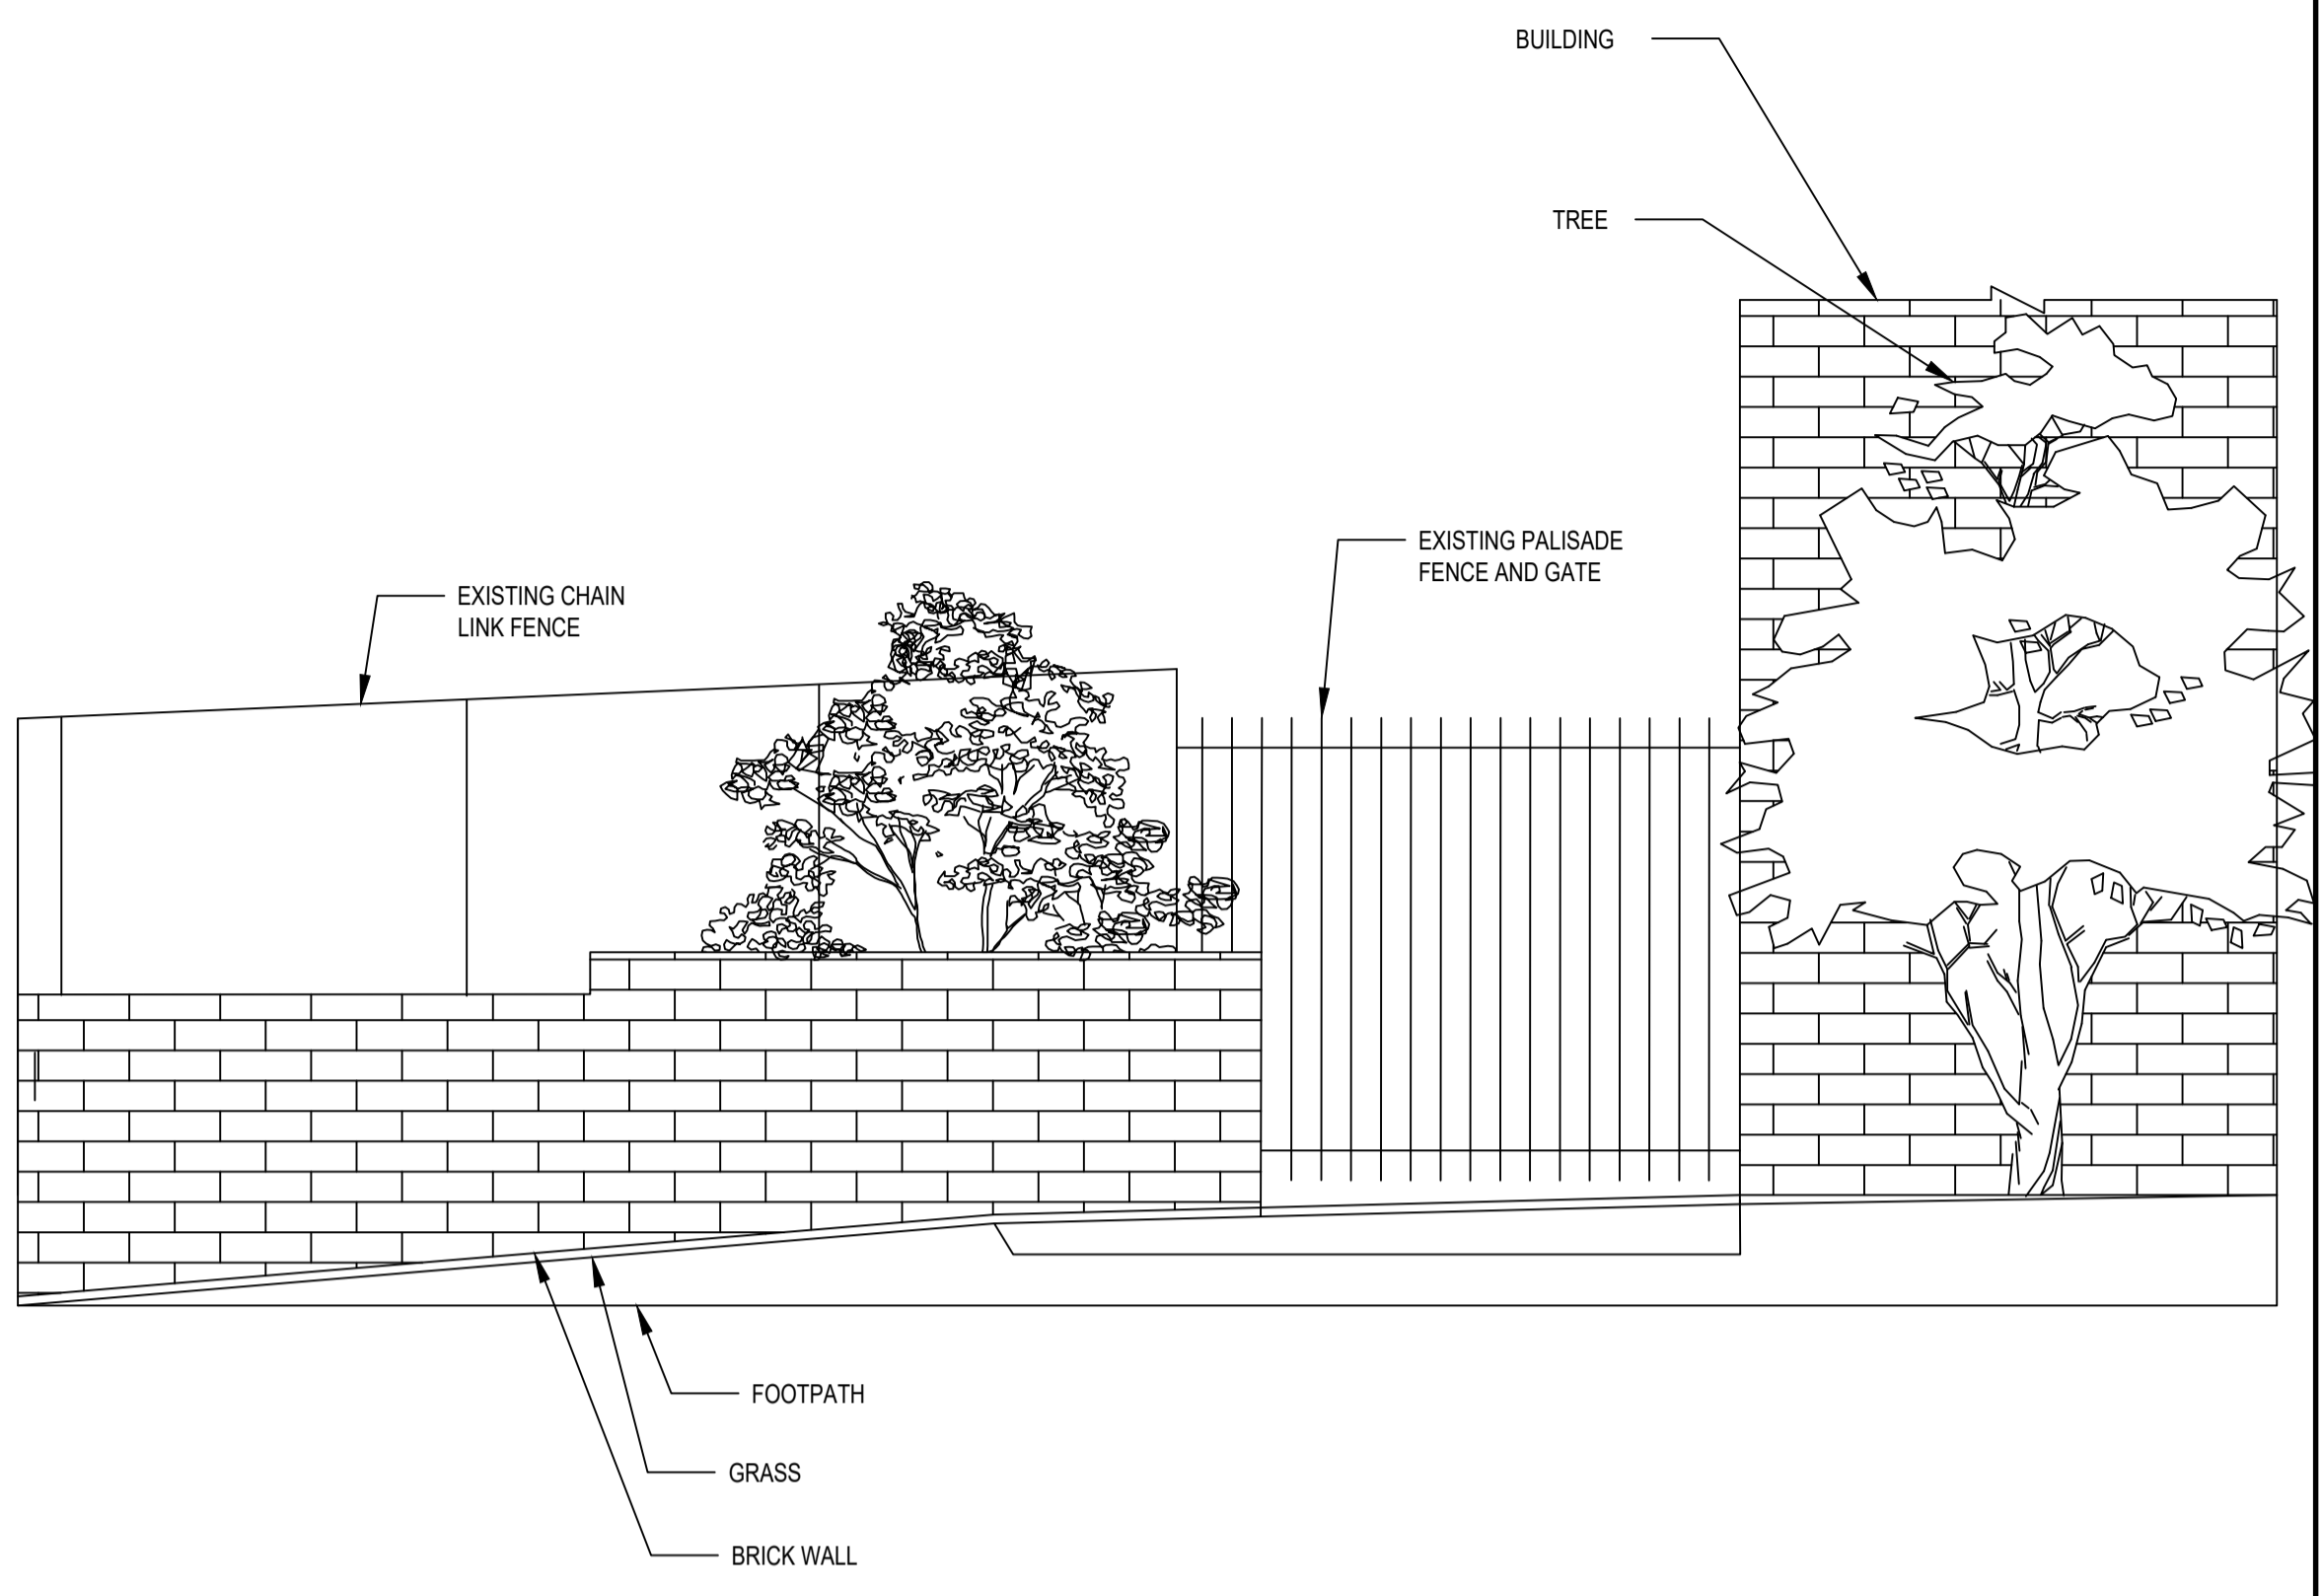 BUILDING
TREE
EXISTING PALISADE
FENCE AND GATE
EXISTING CHAIN
LINK FENCE
FOOTPATH
GRASS
BRICK WALL